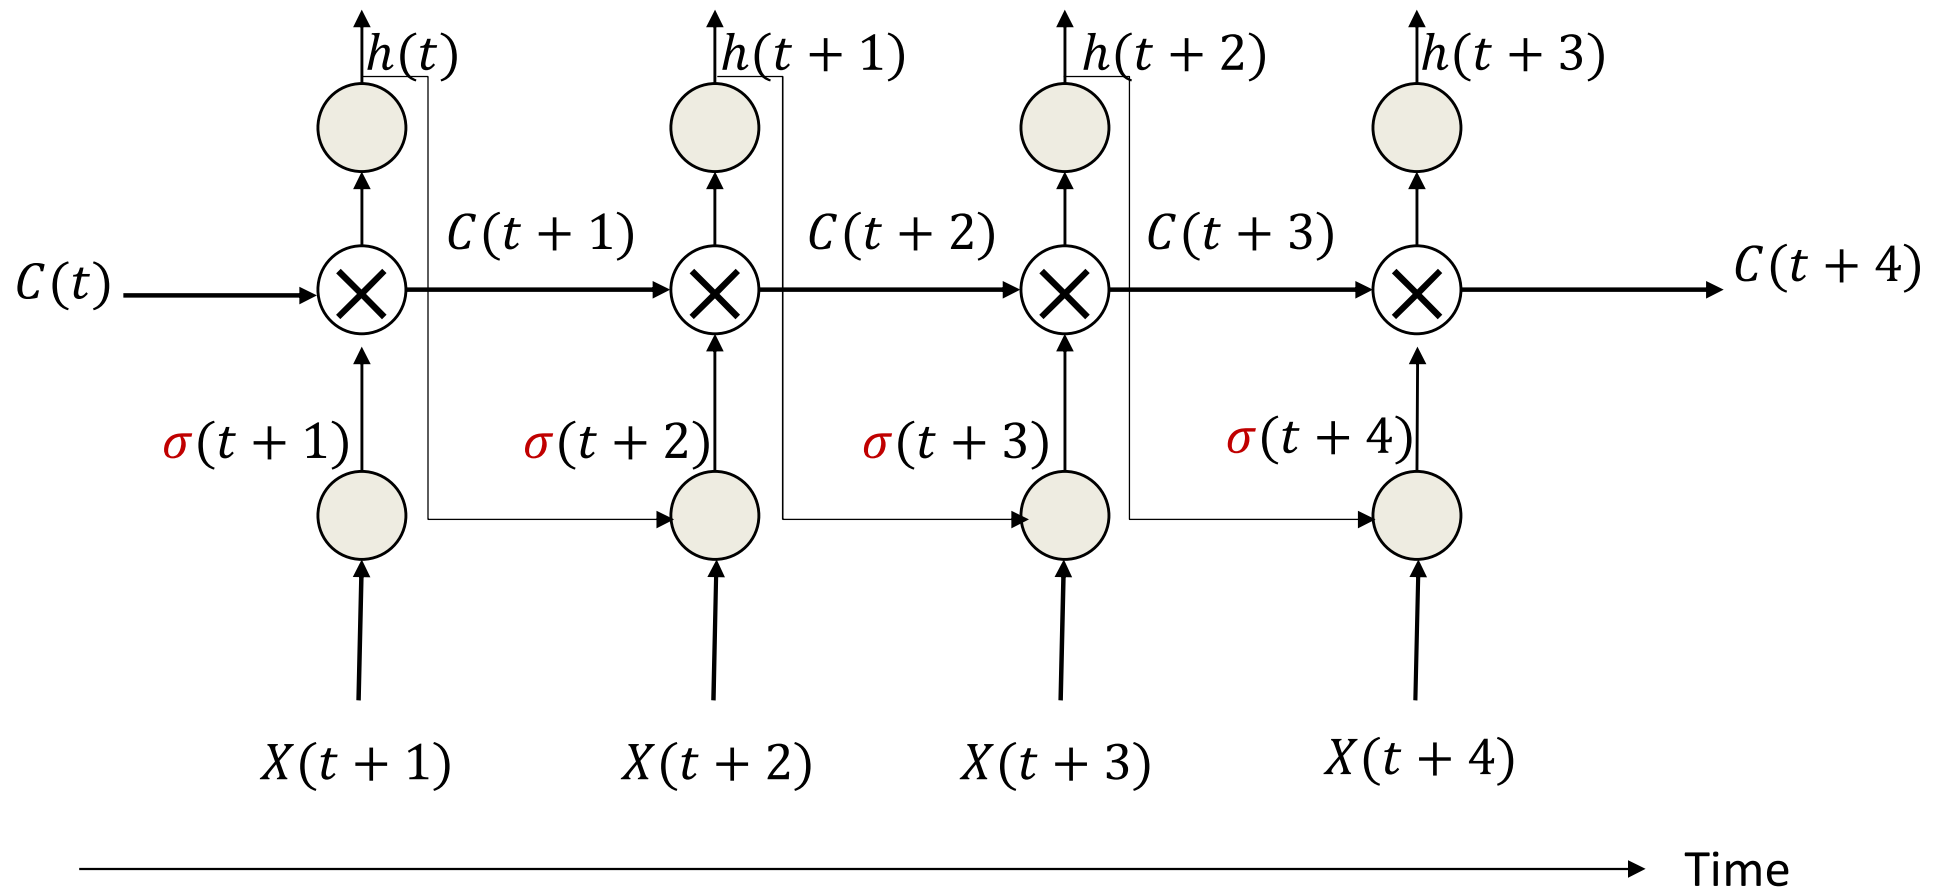 h(t) h(t + 1) h(t + 2) h(t + 3)
C(t) C(t + 1) C(t + 2) C(t + 3) C(t + 4)
σ(t + 1) σ(t + 2) σ(t + 3) σ(t + 4)
X(t + 1) X(t + 2) X(t + 3) X(t + 4)
Time